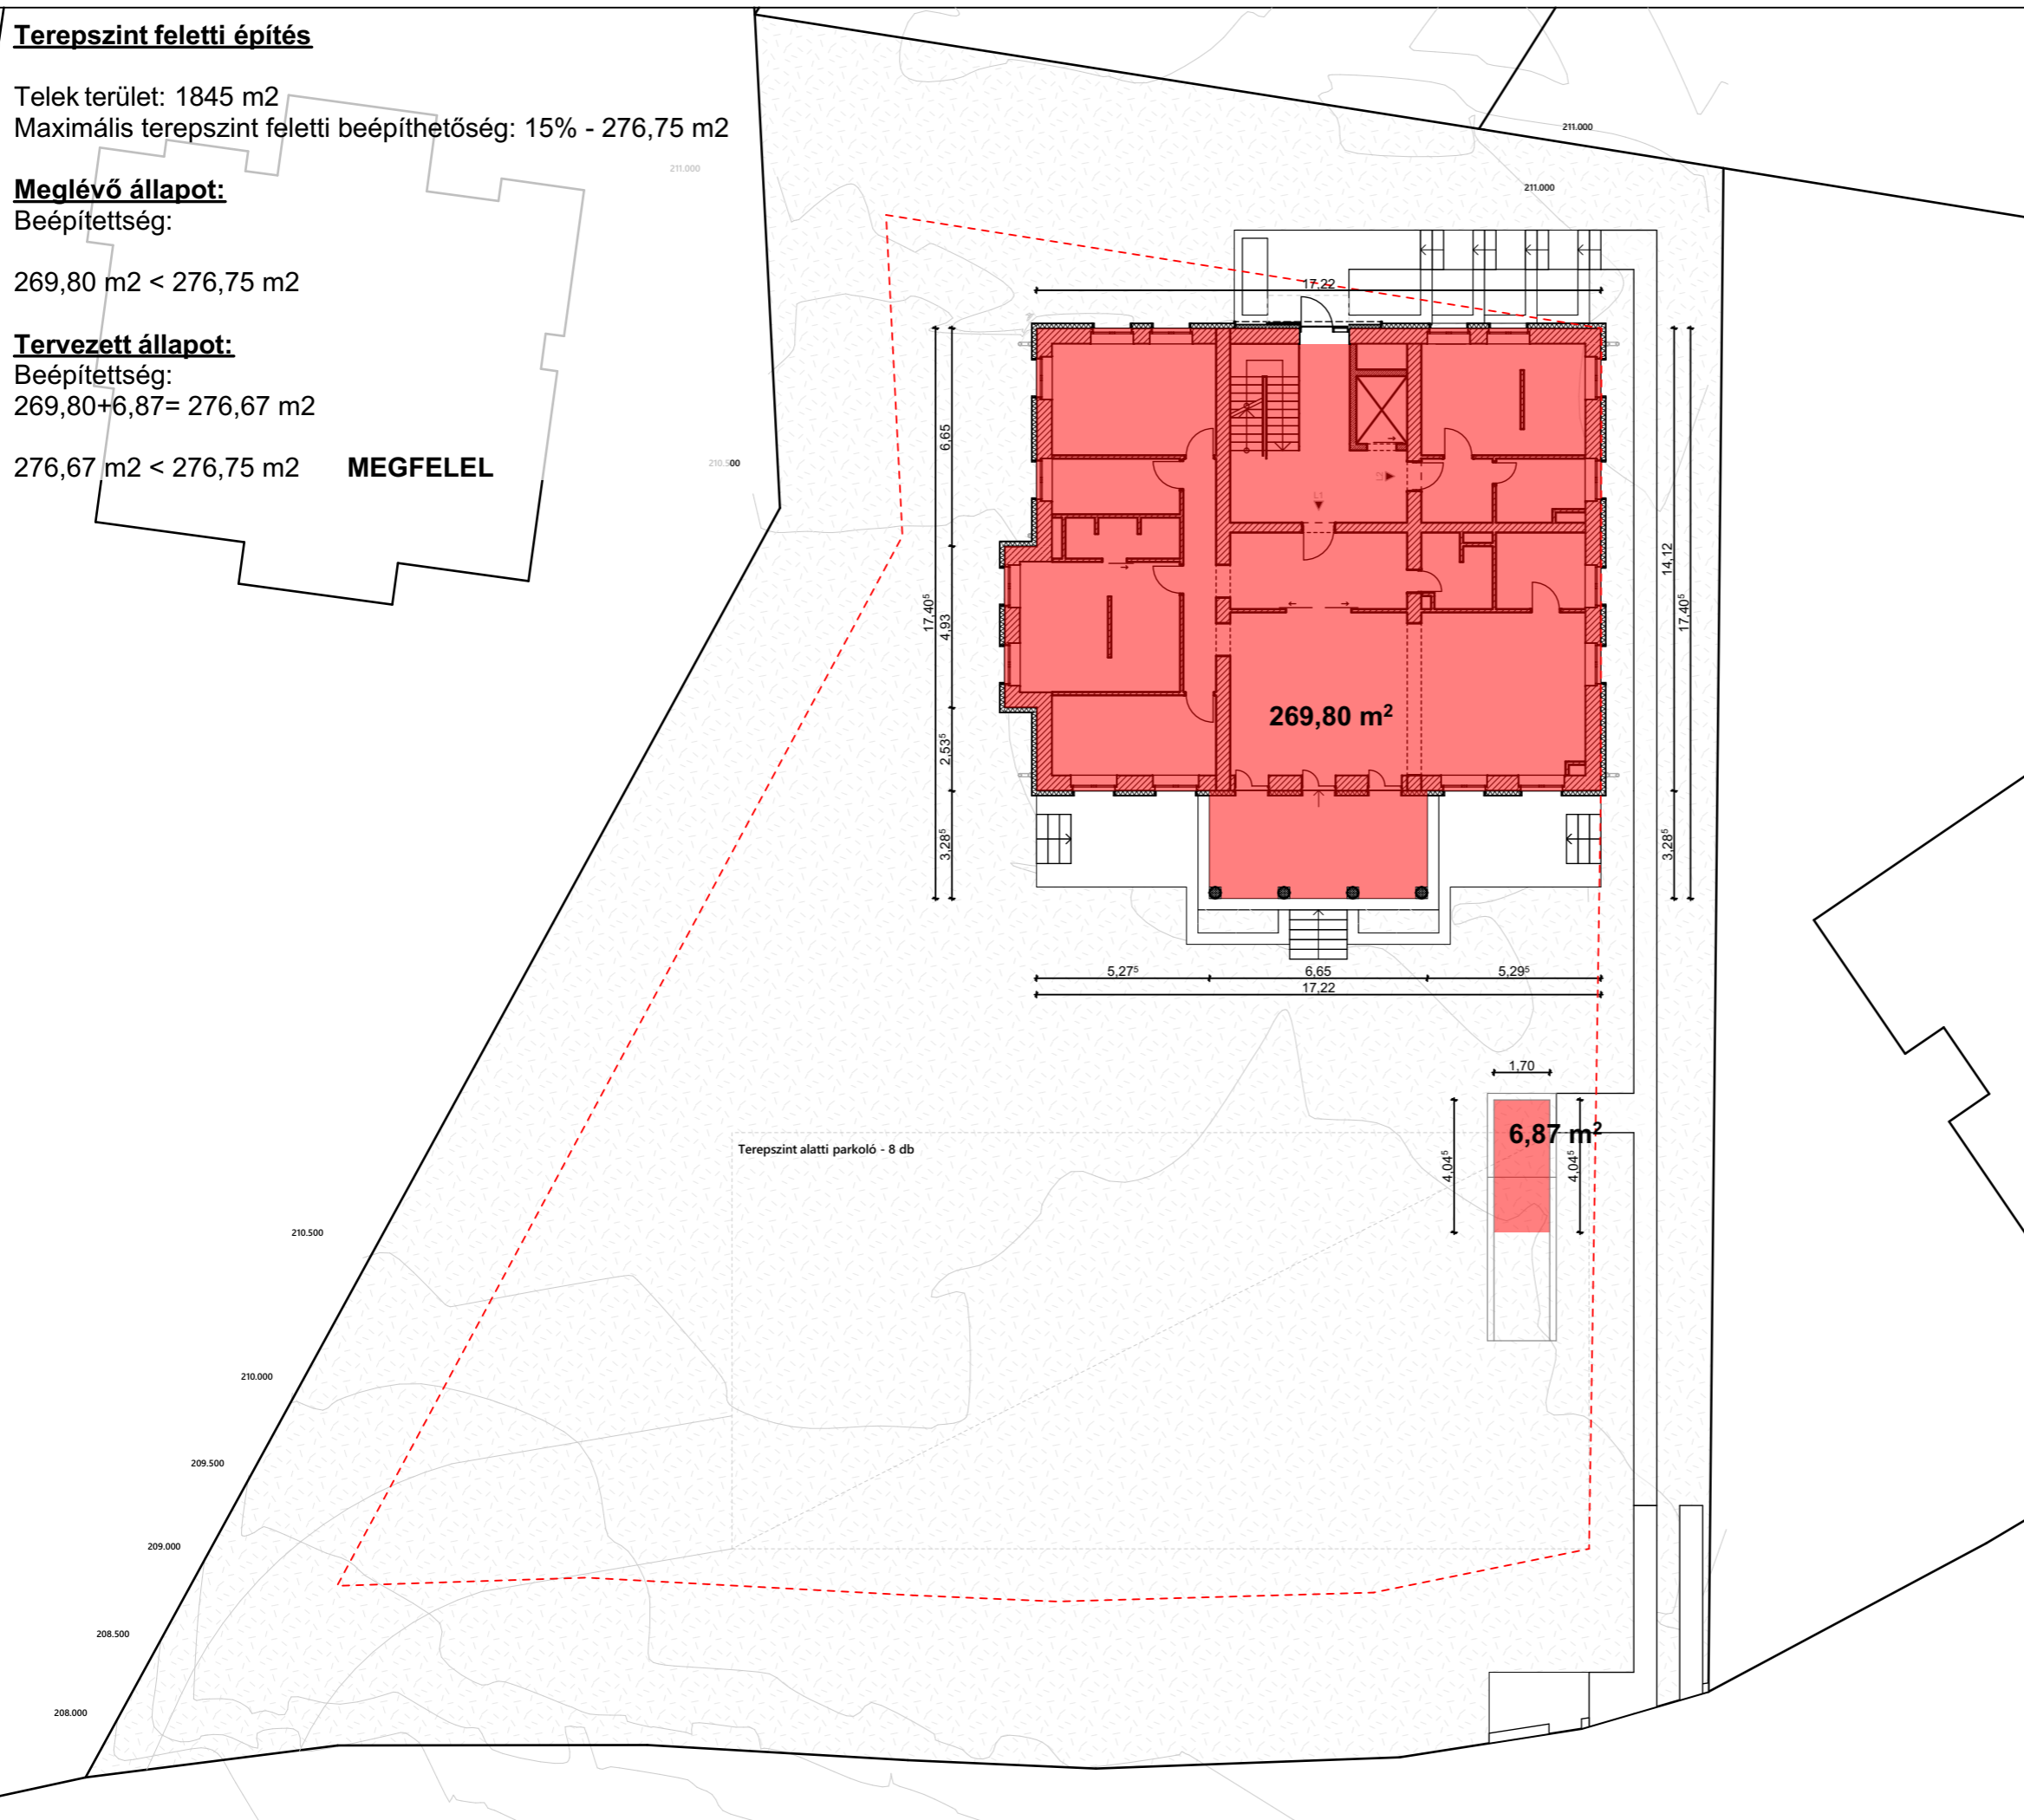 Terepszint feletti építés
Telek terület: 1845 m2
Maximális terepszint feletti beépíthetőség: 15% - 276,75 m2
Meglévő állapot:
Beépítettség:
269,80 m2 < 276,75 m2
Tervezett állapot:
Beépítettség:
269,80+6,87= 276,67 m2
276,67 m2 < 276,75 m2 MEGFELEL
211.000
211.000
211.000
210.500
17,22
6,65
4,93
2,53⁵
3,28⁵
17,40⁵
14,12
3,28⁵
17,40⁵
L1
L2
269,80 m²
5,27⁵
6,65
5,29⁵
17,22
1,70
4,04⁵
6,87 m²
4,04⁵
Terepszint alatti parkoló - 8 db
210.500
210.000
209.500
209.000
208.500
208.000